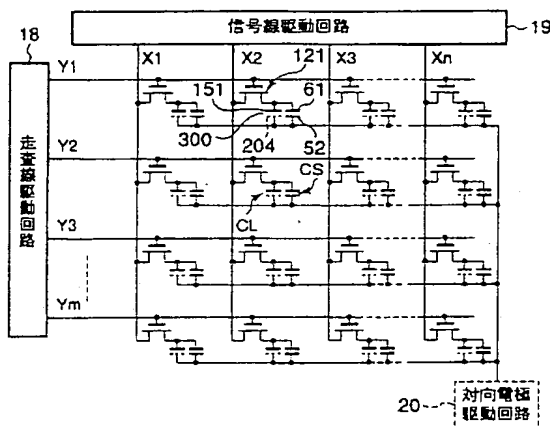 信号線駆動回路
19
18
走査線駆動回路
X1 X2 X3 Xn
Y1
121
151
61
300
204
52
Y2
CS
CL
Y3
Ym
20
対向電極
駆動回路